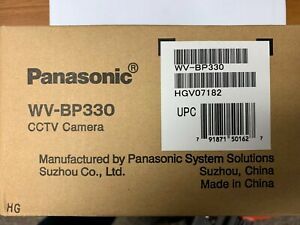 Panasonic®
WV-BP330
CCTV Camera
WV-BP330
HGV07182
UPC
7 91871 50162 7
Manufactured by Panasonic System Solutions
Suzhou Co., Ltd. Suzhou, China
Made in China
HG